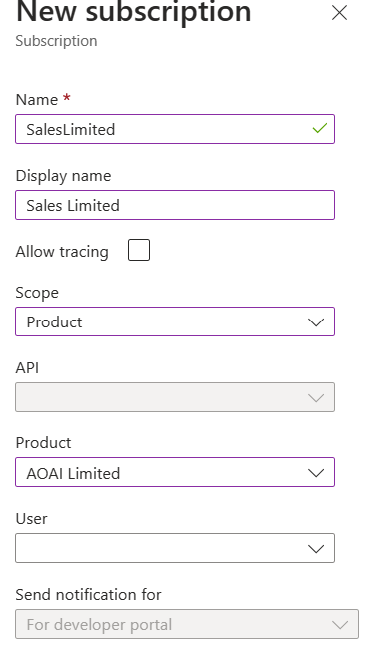 New subscription
Subscription
Name *
SalesLimited
Display name
Sales Limited
Allow tracing
Scope
Product
API
Product
AOAI Limited
User
Send notification for
For developer portal